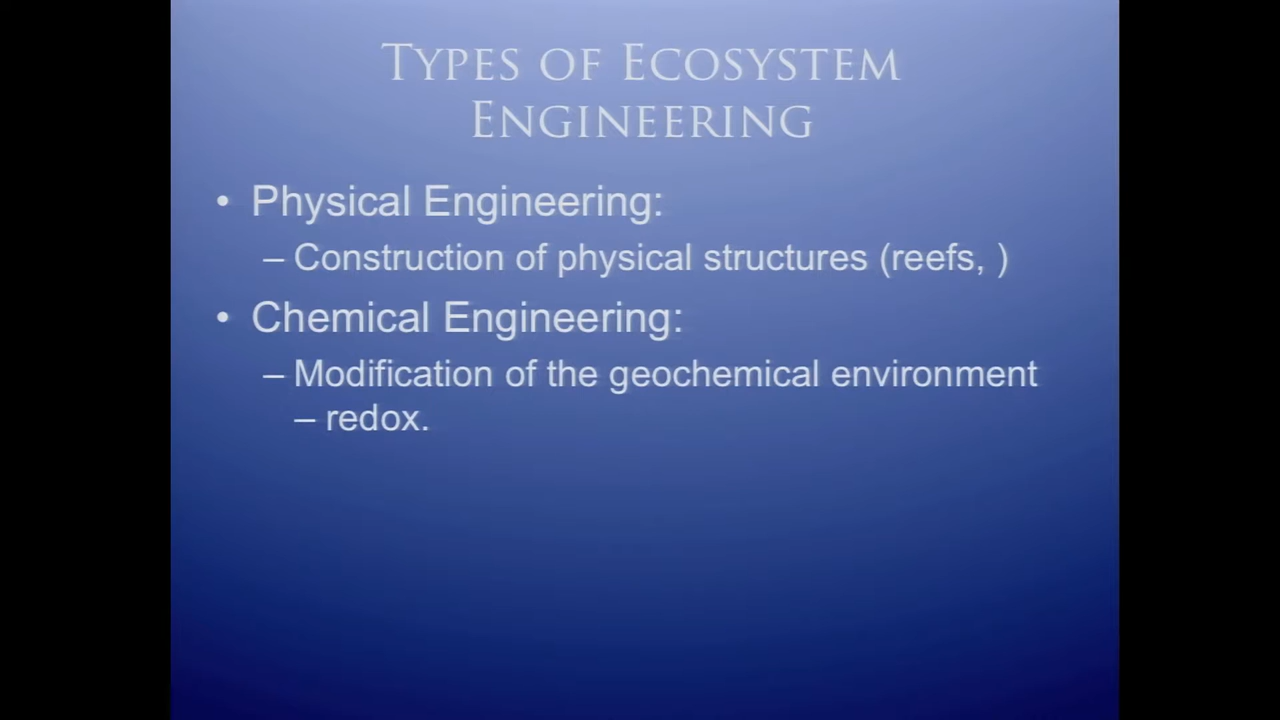 TYPES OF ECOSYSTEM
ENGINEERING
• Physical Engineering:
– Construction of physical structures (reefs, )
• Chemical Engineering:
– Modification of the geochemical environment
– redox.